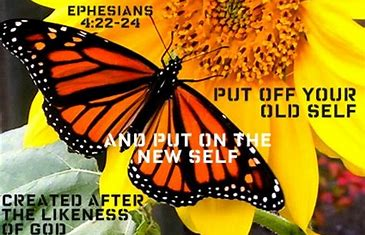 EPHESIANS
4:22-24
PUT OFF YOUR
OLD SELF
AND PUT ON THE
NEW SELF
CREATED AFTER
THE LIKENESS
OF GOD